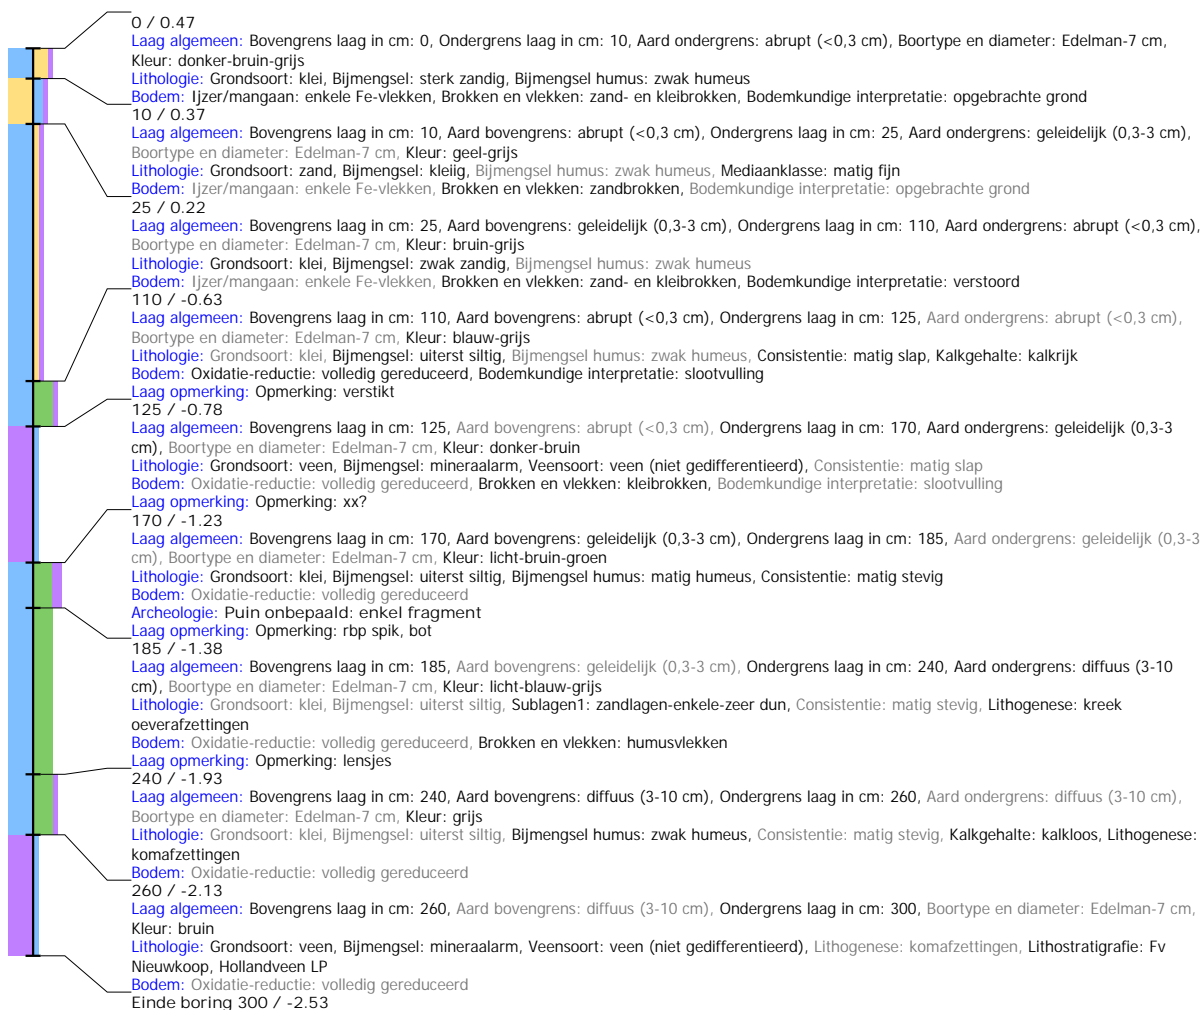 0 / 0.47
Laag algemeen: Bovengrens laag in cm: 0, Ondergrens laag in cm: 10, Aard ondergrens: abrupt (<0,3 cm), Boortype en diameter: Edelman-7 cm,
Kleur: donker-bruin-grijs
Lithologie: Grondsoort: klei, Bijmengsel: sterk zandig, Bijmengsel humus: zwak humeus
Bodem: Ijzer/mangaan: enkele Fe-vlekken, Brokken en vlekken: zand- en kleibrokken, Bodemkundige interpretatie: opgebrachte grond
10 / 0.37
Laag algemeen: Bovengrens laag in cm: 10, Aard bovengrens: abrupt (<0,3 cm), Ondergrens laag in cm: 25, Aard ondergrens: geleidelijk (0,3-3 cm),
Boortype en diameter: Edelman-7 cm, Kleur: geel-grijs
Lithologie: Grondsoort: zand, Bijmengsel: kleiig, Bijmengsel humus: zwak humeus, Mediaanklasse: matig fijn
Bodem: Ijzer/mangaan: enkele Fe-vlekken, Brokken en vlekken: zandbrokken, Bodemkundige interpretatie: opgebrachte grond
25 / 0.22
Laag algemeen: Bovengrens laag in cm: 25, Aard bovengrens: geleidelijk (0,3-3 cm), Ondergrens laag in cm: 110, Aard ondergrens: abrupt (<0,3 cm),
Boortype en diameter: Edelman-7 cm, Kleur: bruin-grijs
Lithologie: Grondsoort: klei, Bijmengsel: zwak zandig, Bijmengsel humus: zwak humeus
Bodem: Ijzer/mangaan: enkele Fe-vlekken, Brokken en vlekken: zand- en kleibrokken, Bodemkundige interpretatie: verstoord
110 / -0.63
Laag algemeen: Bovengrens laag in cm: 110, Aard bovengrens: abrupt (<0,3 cm), Ondergrens laag in cm: 125, Aard ondergrens: abrupt (<0,3 cm),
Boortype en diameter: Edelman-7 cm, Kleur: blauw-grijs
Lithologie: Grondsoort: klei, Bijmengsel: uiterst siltig, Bijmengsel humus: zwak humeus, Consistentie: matig slap, Kalkgehalte: kalkrijk
Bodem: Oxidatie-reductie: volledig gereduceerd, Bodemkundige interpretatie: slootvulling
Laag opmerking: Opmerking: verstikt
125 / -0.78
Laag algemeen: Bovengrens laag in cm: 125, Aard bovengrens: abrupt (<0,3 cm), Ondergrens laag in cm: 170, Aard ondergrens: geleidelijk (0,3-3
cm), Boortype en diameter: Edelman-7 cm, Kleur: donker-bruin
Lithologie: Grondsoort: veen, Bijmengsel: mineraalarm, Veensoort: veen (niet gedifferentieerd), Consistentie: matig slap
Bodem: Oxidatie-reductie: volledig gereduceerd, Brokken en vlekken: kleibrokken, Bodemkundige interpretatie: slootvulling
Laag opmerking: Opmerking: xx?
170 / -1.23
Laag algemeen: Bovengrens laag in cm: 170, Aard bovengrens: geleidelijk (0,3-3 cm), Ondergrens laag in cm: 185, Aard ondergrens: geleidelijk (0,3-3
cm), Boortype en diameter: Edelman-7 cm, Kleur: licht-bruin-groen
Lithologie: Grondsoort: klei, Bijmengsel: uiterst siltig, Bijmengsel humus: matig humeus, Consistentie: matig stevig
Bodem: Oxidatie-reductie: volledig gereduceerd
Archeologie: Puin onbepaald: enkel fragment
Laag opmerking: Opmerking: rbp spik, bot
185 / -1.38
Laag algemeen: Bovengrens laag in cm: 185, Aard bovengrens: geleidelijk (0,3-3 cm), Ondergrens laag in cm: 240, Aard ondergrens: diffuus (3-10
cm), Boortype en diameter: Edelman-7 cm, Kleur: licht-blauw-grijs
Lithologie: Grondsoort: klei, Bijmengsel: uiterst siltig, Sublagen1: zandlagen-enkele-zeer dun, Consistentie: matig stevig, Lithogenese: kreek
oeverafzettingen
Bodem: Oxidatie-reductie: volledig gereduceerd, Brokken en vlekken: humusvlekken
Laag opmerking: Opmerking: lensjes
240 / -1.93
Laag algemeen: Bovengrens laag in cm: 240, Aard bovengrens: diffuus (3-10 cm), Ondergrens laag in cm: 260, Aard ondergrens: diffuus (3-10 cm),
Boortype en diameter: Edelman-7 cm, Kleur: grijs
Lithologie: Grondsoort: klei, Bijmengsel: uiterst siltig, Bijmengsel humus: zwak humeus, Consistentie: matig stevig, Kalkgehalte: kalkloos, Lithogenese:
komafzettingen
Bodem: Oxidatie-reductie: volledig gereduceerd
260 / -2.13
Laag algemeen: Bovengrens laag in cm: 260, Aard bovengrens: diffuus (3-10 cm), Ondergrens laag in cm: 300, Boortype en diameter: Edelman-7 cm,
Kleur: bruin
Lithologie: Grondsoort: veen, Bijmengsel: mineraalarm, Veensoort: veen (niet gedifferentieerd), Lithogenese: komafzettingen, Lithostratigrafie: Fv
Nieuwkoop, Hollandveen LP
Bodem: Oxidatie-reductie: volledig gereduceerd
Einde boring 300 / -2.53